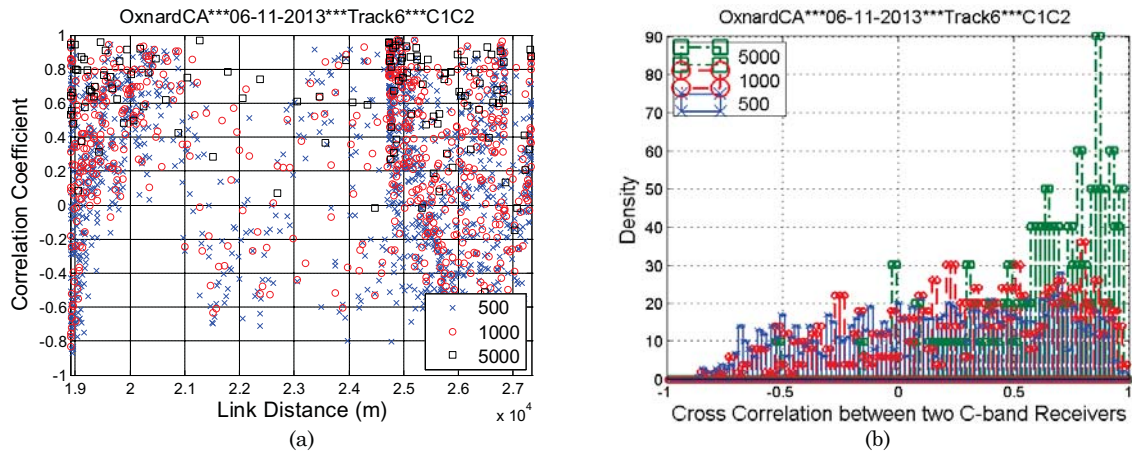 OxnardCA***06-11-2013***Track6***C1C2
Correlation Coefficient
1
0.8
0.6
0.4
0.2
0
-0.2
-0.4
-0.6
-0.8
-1
1.9 2 2.1 2.2 2.3 2.4 2.5 2.6 2.7
x 10^4
Link Distance (m)
500
1000
5000
(a)
OxnardCA***06-11-2013***Track6***C1C2
Density
90
80
70
60
50
40
30
20
10
0
-1 -0.5 0 0.5 1
Cross Correlation between two C-band Receivers
5000
1000
500
(b)